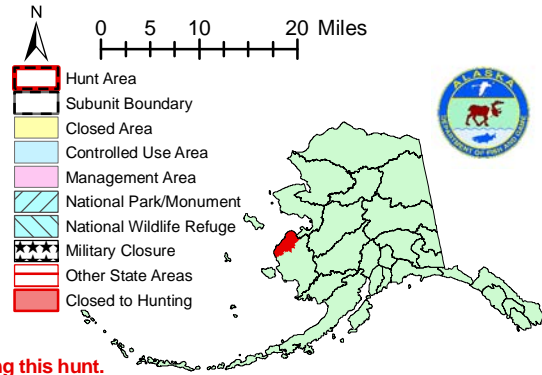 N
0 5 10 20 Miles
Hunt Area
Subunit Boundary
Closed Area
Controlled Use Area
Management Area
National Park/Monument
National Wildlife Refuge
Military Closure
Other State Areas
Closed to Hunting
ALASKA
DEPARTMENT OF FISH AND GAME
ng this hunt.